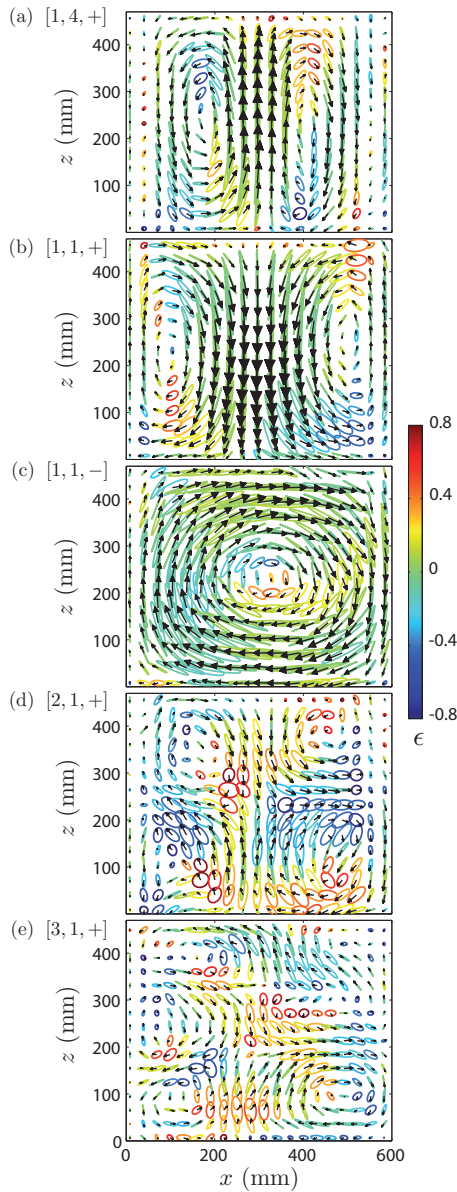 (a) [1, 4, +]
400
300
200
100
z (mm)
(b) [1, 1, +]
400
300
200
100
z (mm)
(c) [1, 1, −]
400
300
200
100
z (mm)
(d) [2, 1, +]
400
300
200
100
z (mm)
(e) [3, 1, +]
400
300
200
100
0
z (mm)
0 200 400 600
x (mm)
0.8
0.4
0
-0.4
-0.8
ϵ